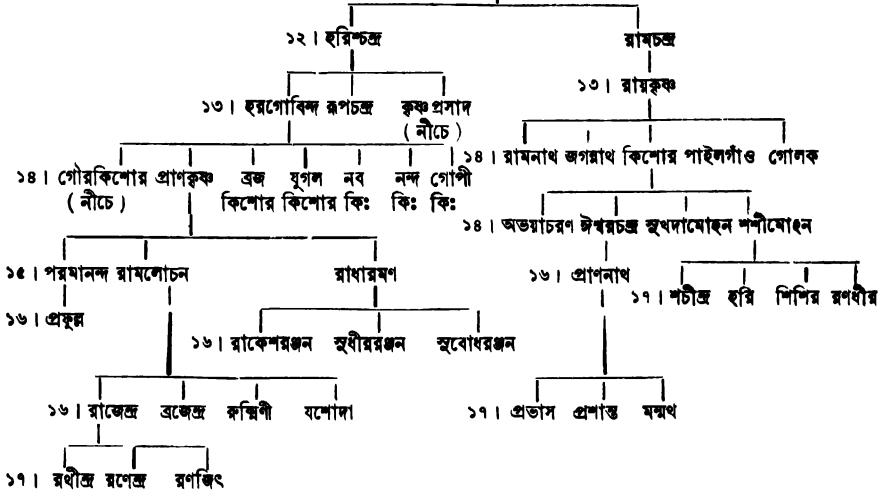 ১২। হরিশ্চন্দ্র রামচন্দ্র
১৩। রায়কৃষ্ণ
১৩। হরগোবিন্দ রূপচন্দ্র কৃষ্ণপ্রসাদ
(নীচে)
১৪। রামনাথ জগন্নাথ কিশোর পাইলগাঁও গোলক
১৪। গৌরকিশোর প্রাণকৃষ্ণ ব্রজ যুগল নব নন্দ গোপী
(নীচে) কিশোর কিশোর কিঃ কিঃ কিঃ
১৪। অভয়াচরণ ঈশ্বরচন্দ্র সুখদামোহন শশীমোহন
১৫। পরমানন্দ রামলোচন রাধারমণ
১৬। প্রাণনাথ
১৭। শচীন্দ্র হরি শিশির রণধীর
১৬। প্রফুল্ল
১৬। রাকেশরঞ্জন সুধীররঞ্জন সুবোধরঞ্জন
১৬। রাজেন্দ্র ব্রজেন্দ্র রুক্মিণী যশোদা
১৭। প্রভাস প্রশান্ত মন্মথ
১৭। রথীন্দ্র রণেন্দ্র রণজিৎ